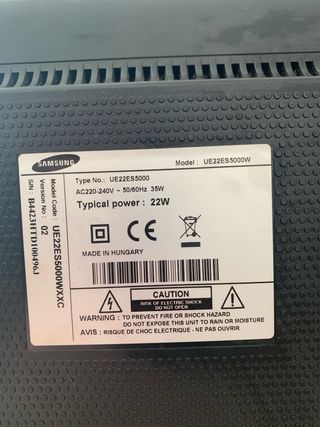 SAMSUNG
Model : UE22ES5000W
Type No.: UE22ES5000
AC220-240V ~ 50/60Hz 35W
Typical power : 22W
CE
MADE IN HUNGARY
CAUTION
RISK OF ELECTRIC SHOCK
DO NOT OPEN
WARNING : TO PREVENT FIRE OR SHOCK HAZARD
DO NOT EXPOSE THIS UNIT TO RAIN OR MOISTURE
AVIS : RISQUE DE CHOC ELECTRIQUE - NE PAS OUVRIR
Model Code : UE22ES5000WXXC
Version No : 02
S/N : B4423HTD100496J